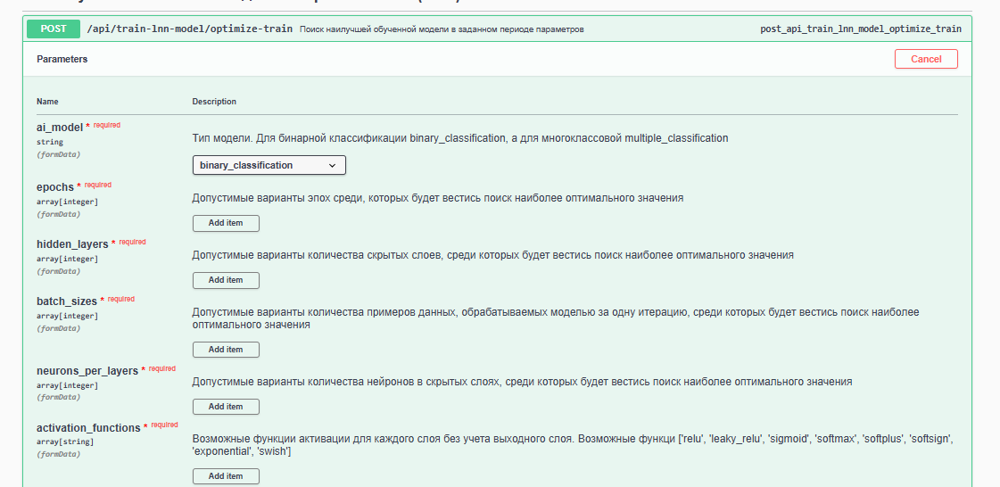 POST /api/train-lnn-model/optimize-train Поиск наилучшей обученной модели в заданном периоде параметров post_api_train_lnn_model_optimize_train
Parameters Cancel
Name Description
ai_model * required
string
(formData)
Тип модели. Для бинарной классификации binary_classification, а для многоклассовой multiple_classification
binary_classification
epochs * required
array[integer]
(formData)
Допустимые варианты эпох среди, которых будет вестись поиск наиболее оптимального значения
Add item
hidden_layers * required
array[integer]
(formData)
Допустимые варианты количества скрытых слоев, среди которых будет вестись поиск наиболее оптимального значения
Add item
batch_sizes * required
array[integer]
(formData)
Допустимые варианты количества примеров данных, обрабатываемых моделью за одну итерацию, среди которых будет вестись поиск наиболее
оптимального значения
Add item
neurons_per_layers * required
array[integer]
(formData)
Допустимые варианты количества нейронов в скрытых слоях, среди которых будет вестись поиск наиболее оптимального значения
Add item
activation_functions * required
array[string]
(formData)
Возможные функции активации для каждого слоя без учета выходного слоя. Возможные функци ['relu', 'leaky_relu', 'sigmoid', 'softmax', 'softplus', 'softsign',
'exponential', 'swish']
Add item